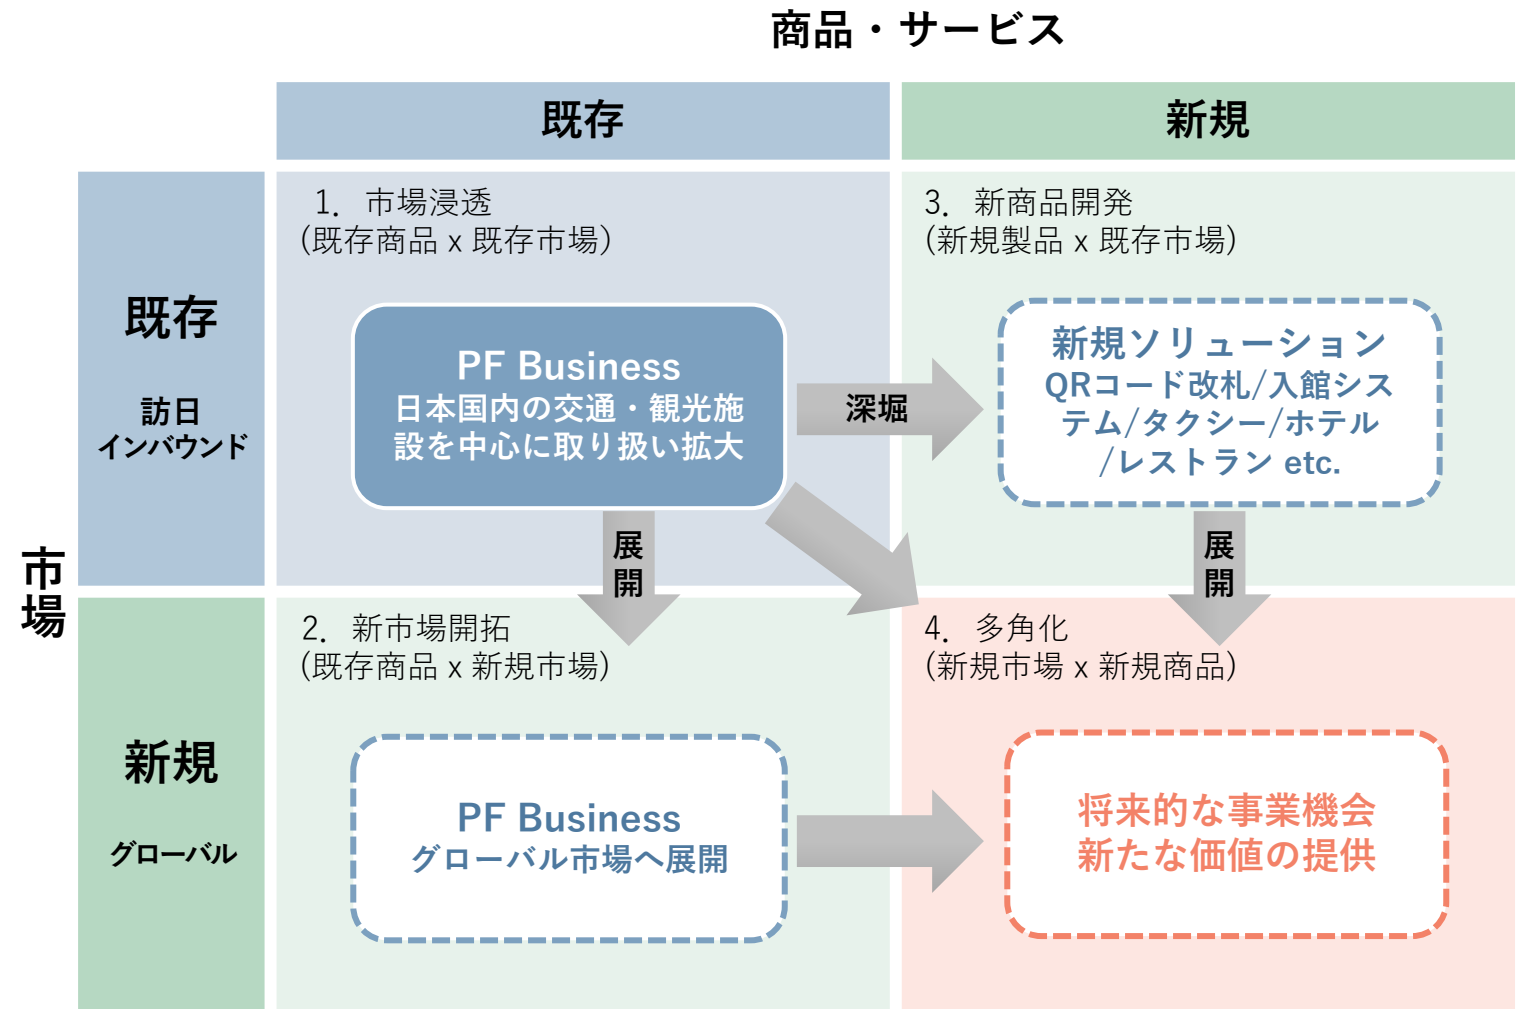 商品・サービス
既存
新規
市場
既存
訪日
インバウンド
1. 市場浸透
(既存商品 x 既存市場)
PF Business
日本国内の交通・観光施
設を中心に取り扱い拡大
深堀
3. 新商品開発
(新規製品 x 既存市場)
新規ソリューション
QRコード改札/入館シス
テム/タクシー/ホテル
/レストラン etc.
展開
展開
新規
グローバル
2. 新市場開拓
(既存商品 x 新規市場)
PF Business
グローバル市場へ展開
4. 多角化
(新規市場 x 新規商品)
将来的な事業機会
新たな価値の提供